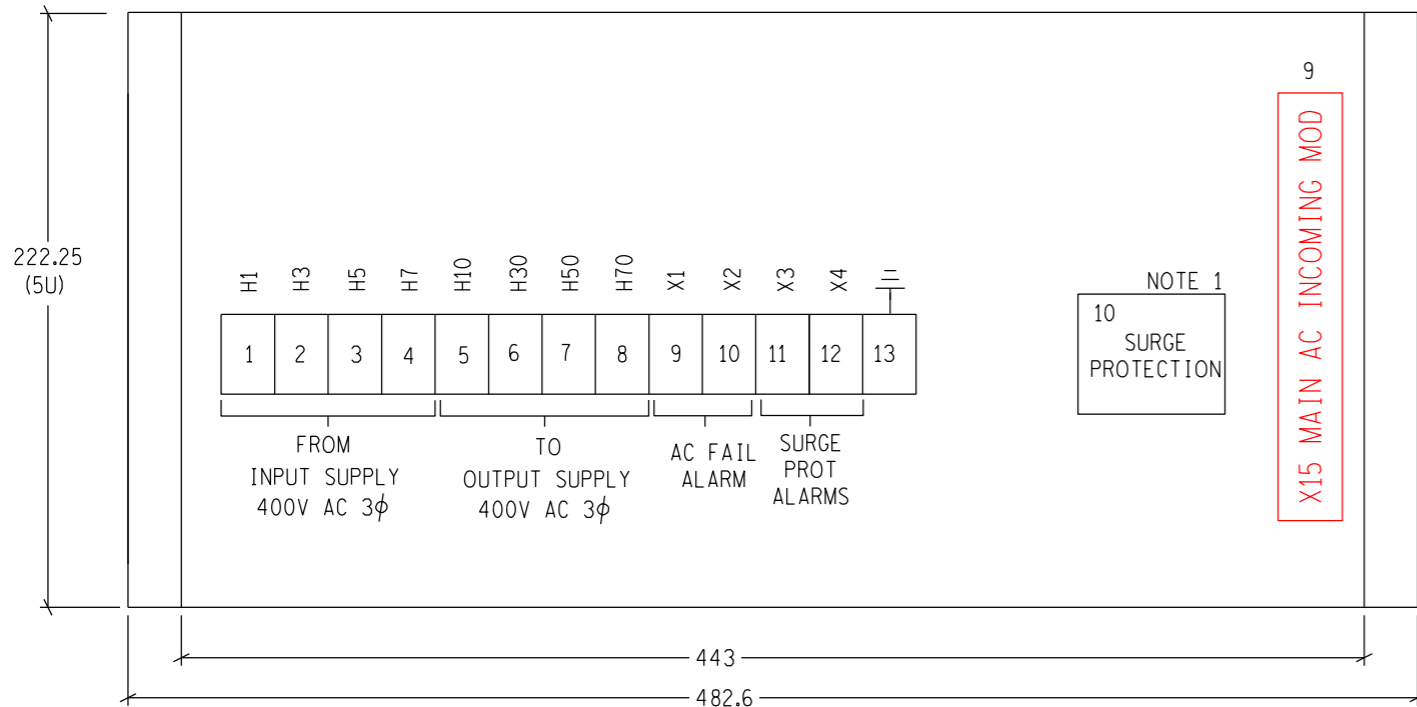 9
X15 MAIN AC INCOMING MOD
222.25
(5U)
H1 H3 H5 H7 H10 H30 H50 H70 X1 X2 X3 X4
1 2 3 4 5 6 7 8 9 10 11 12 13
NOTE 1
10
SURGE
PROTECTION
FROM
INPUT SUPPLY
400V AC 3ϕ
TO
OUTPUT SUPPLY
400V AC 3ϕ
AC FAIL
ALARM
SURGE
PROT
ALARMS
443
482.6